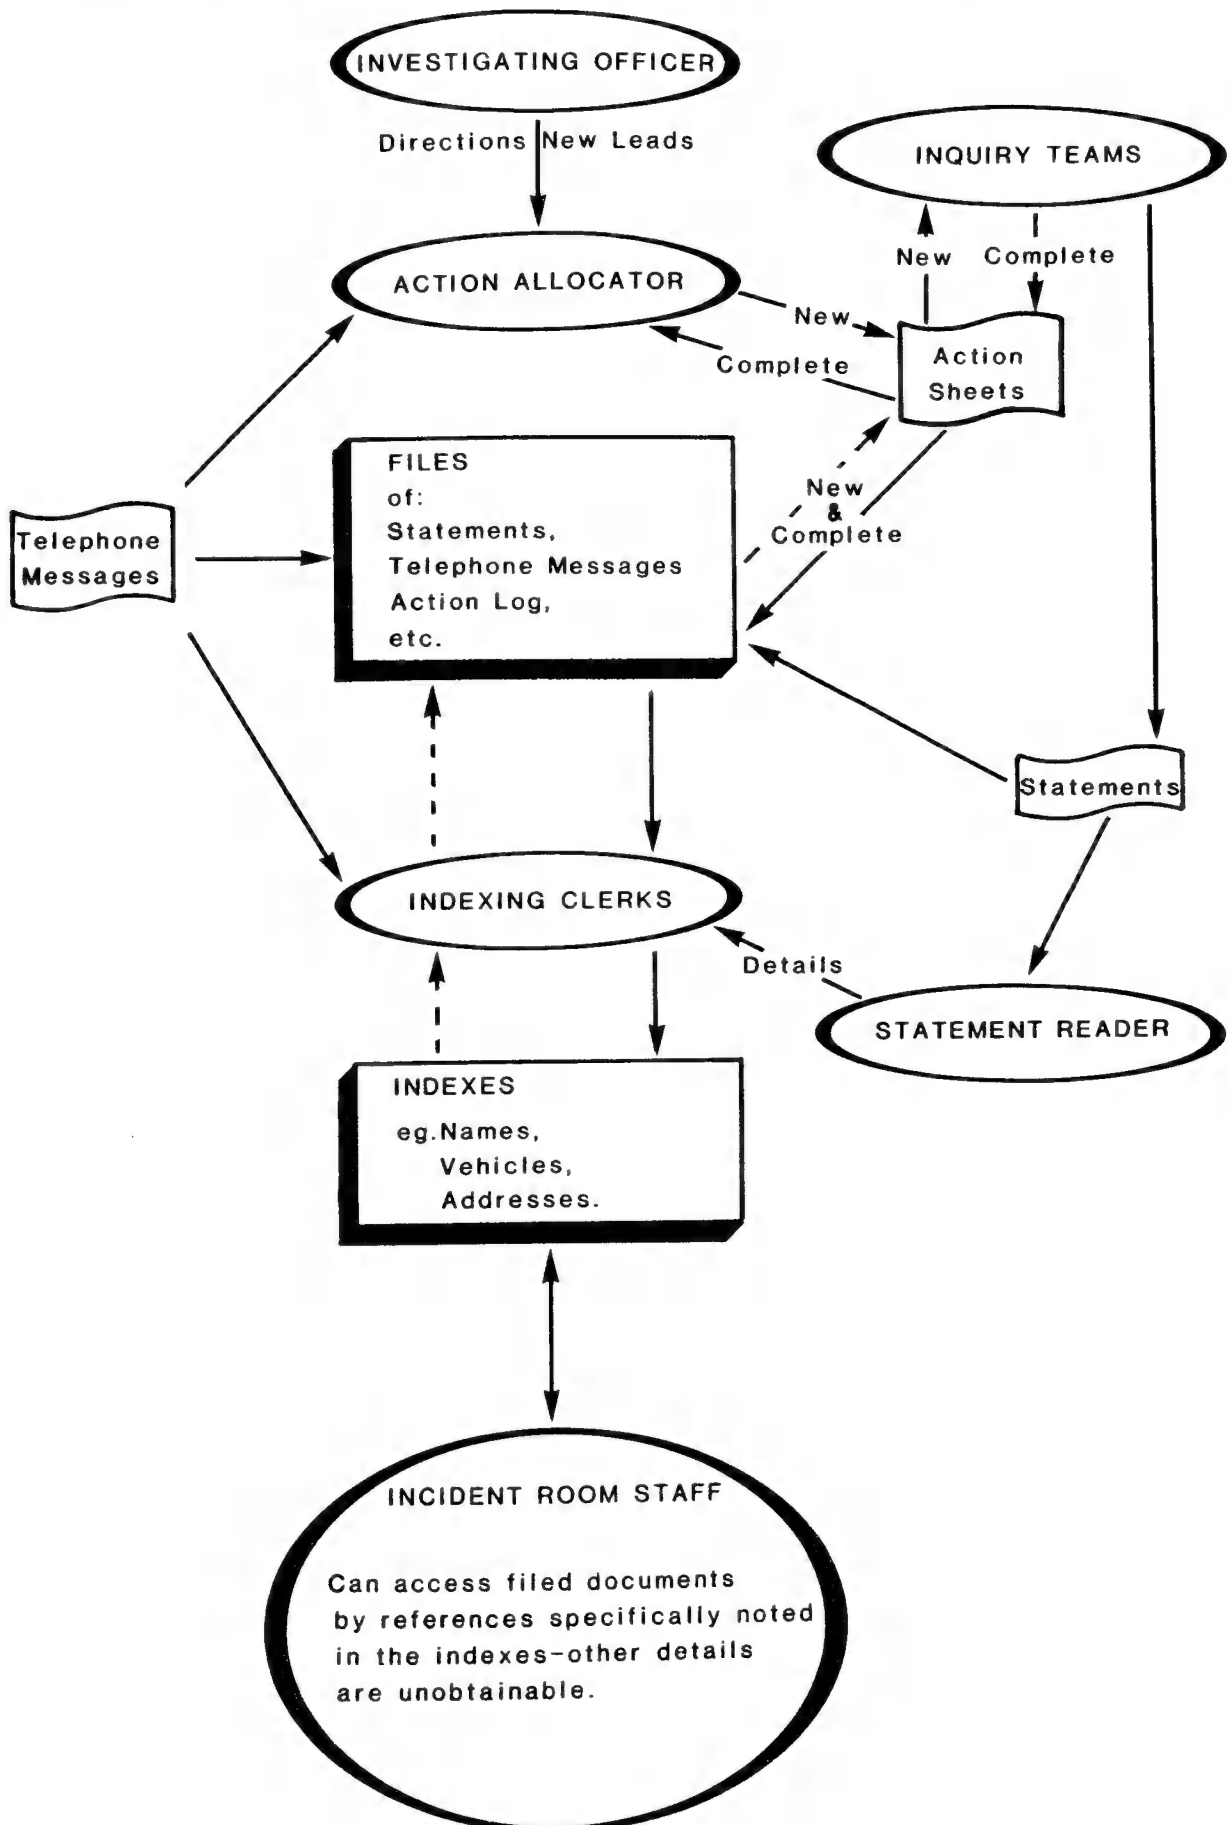 INVESTIGATING OFFICER
Directions New Leads
INQUIRY TEAMS
New Complete
ACTION ALLOCATOR
New
Complete
Action
Sheets
FILES
of:
Statements,
Telephone Messages
Action Log,
etc.
New
&
Complete
Telephone
Messages
Statements
INDEXING CLERKS
Details
STATEMENT READER
INDEXES
eg.Names,
Vehicles,
Addresses.
INCIDENT ROOM STAFF
Can access filed documents
by references specifically noted
in the indexes-other details
are unobtainable.